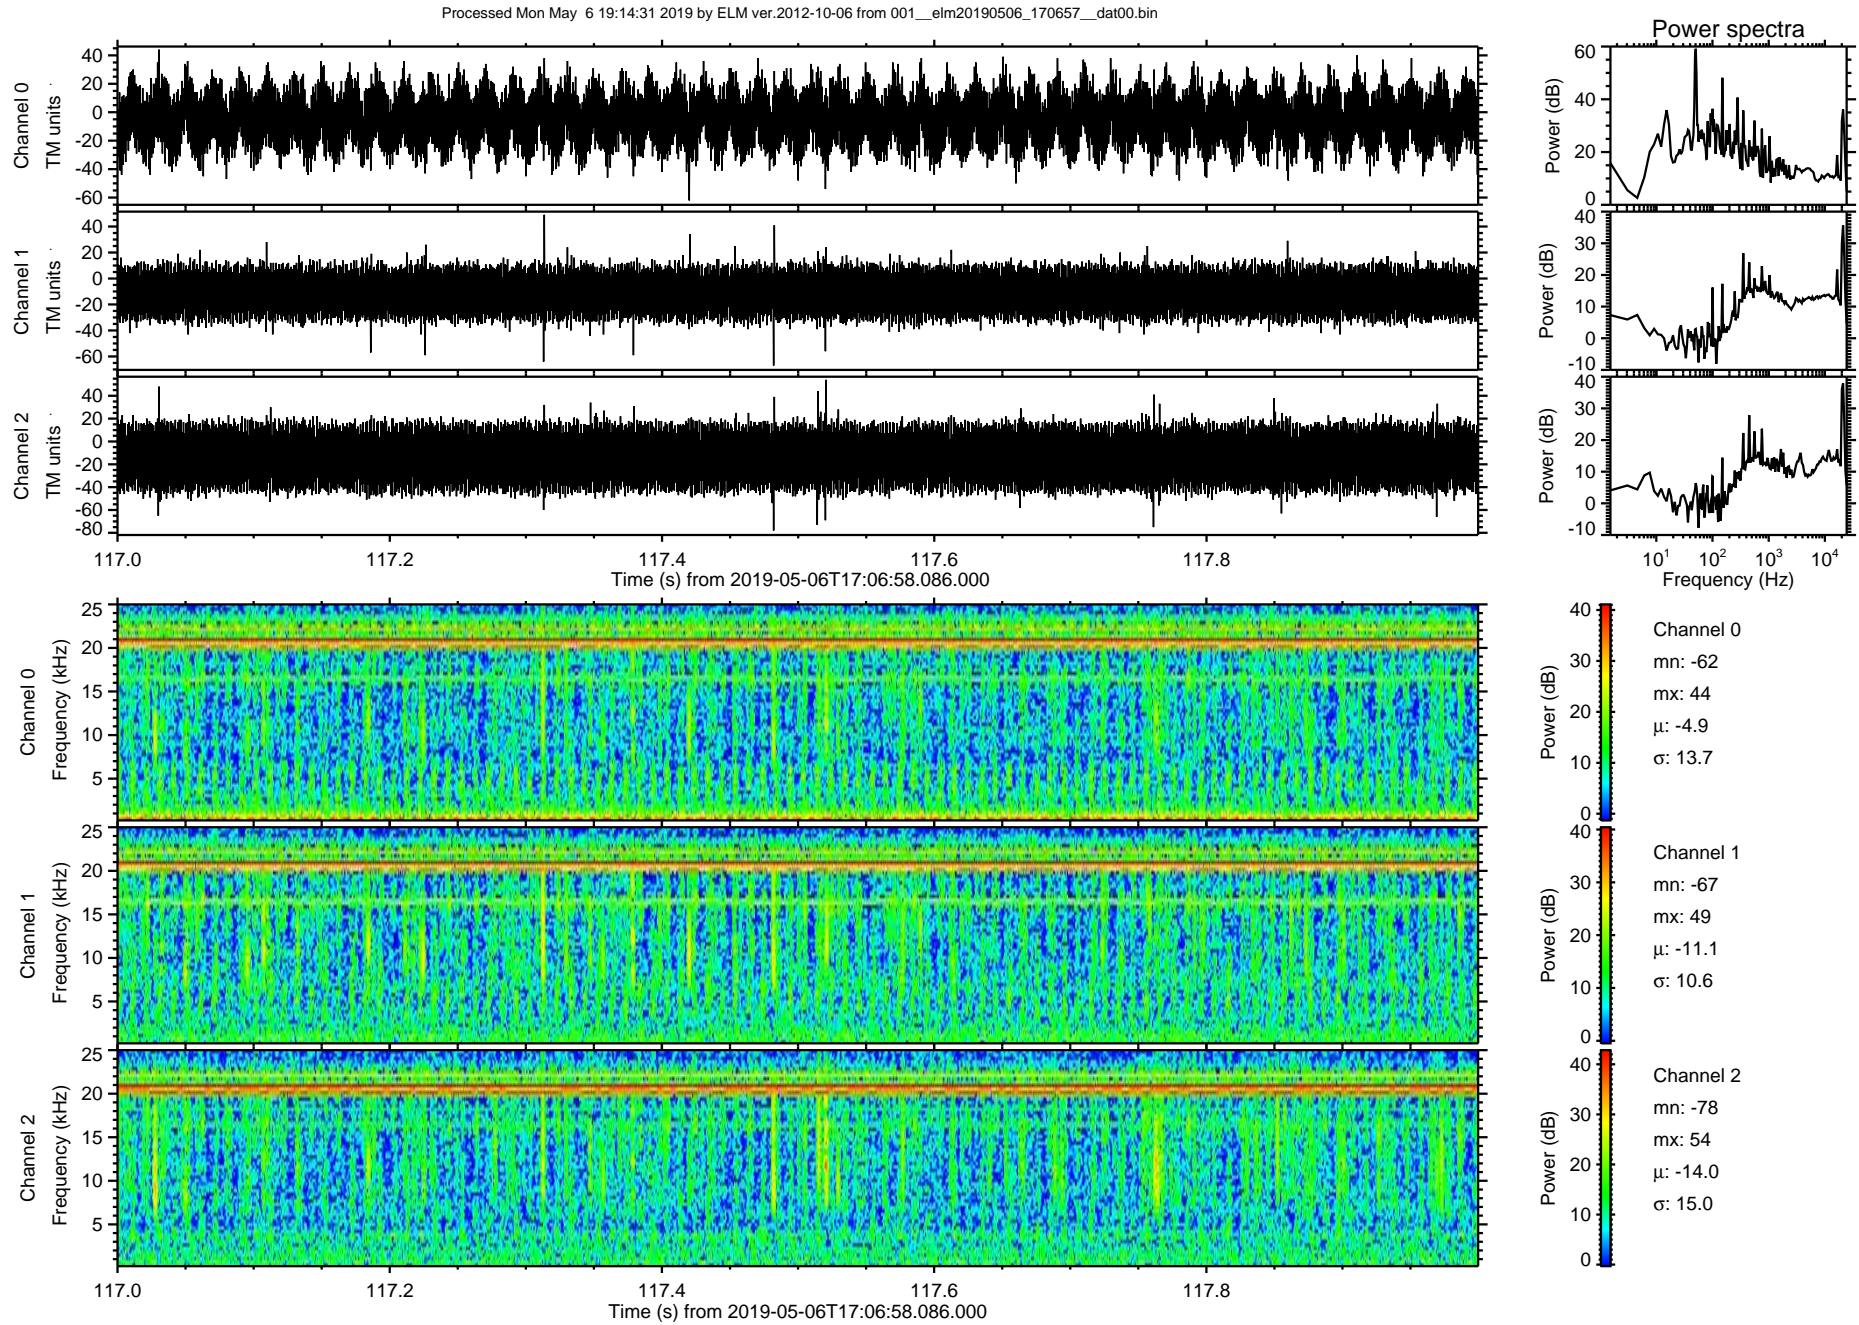 Processed Mon May  6 19:14:31 2019 by ELM ver.2012-10-06 from 001__elm20190506_170657__dat00.bin
Power spectra
Channel 0
TM units
40
20
0
-20
-40
-60
Power (dB)
60
40
20
0
Channel 1
TM units
40
20
0
-20
-40
-60
Power (dB)
40
30
20
10
0
-10
Channel 2
TM units
40
20
0
-20
-40
-60
-80
Power (dB)
40
30
20
10
0
-10
117.0 117.2 117.4 117.6 117.8
Time (s) from 2019-05-06T17:06:58.086.000
10¹ 10² 10³ 10⁴
Frequency (Hz)
Channel 0
Frequency (kHz)
25
20
15
10
5
Power (dB)
40
30
20
10
0
Channel 0
mn: -62
mx: 44
μ: -4.9
σ: 13.7
Channel 1
Frequency (kHz)
25
20
15
10
5
Power (dB)
40
30
20
10
0
Channel 1
mn: -67
mx: 49
μ: -11.1
σ: 10.6
Channel 2
Frequency (kHz)
25
20
15
10
5
Power (dB)
40
30
20
10
0
Channel 2
mn: -78
mx: 54
μ: -14.0
σ: 15.0
117.0 117.2 117.4 117.6 117.8
Time (s) from 2019-05-06T17:06:58.086.000